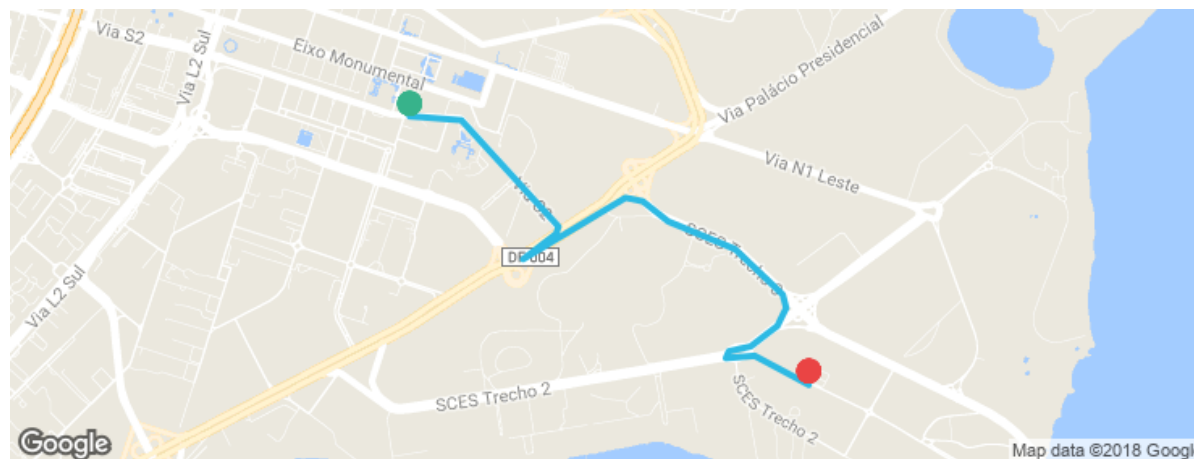 Via S2
Via L2 Sul
Eixo Monumental
Via Palácio Presidencial
Via N1 Leste
Via S2
SCES Trecho 3
DF 004
Via L2 Sul
SCES Trecho 2
SCES Trecho 2
Google
Map data ©2018 Google